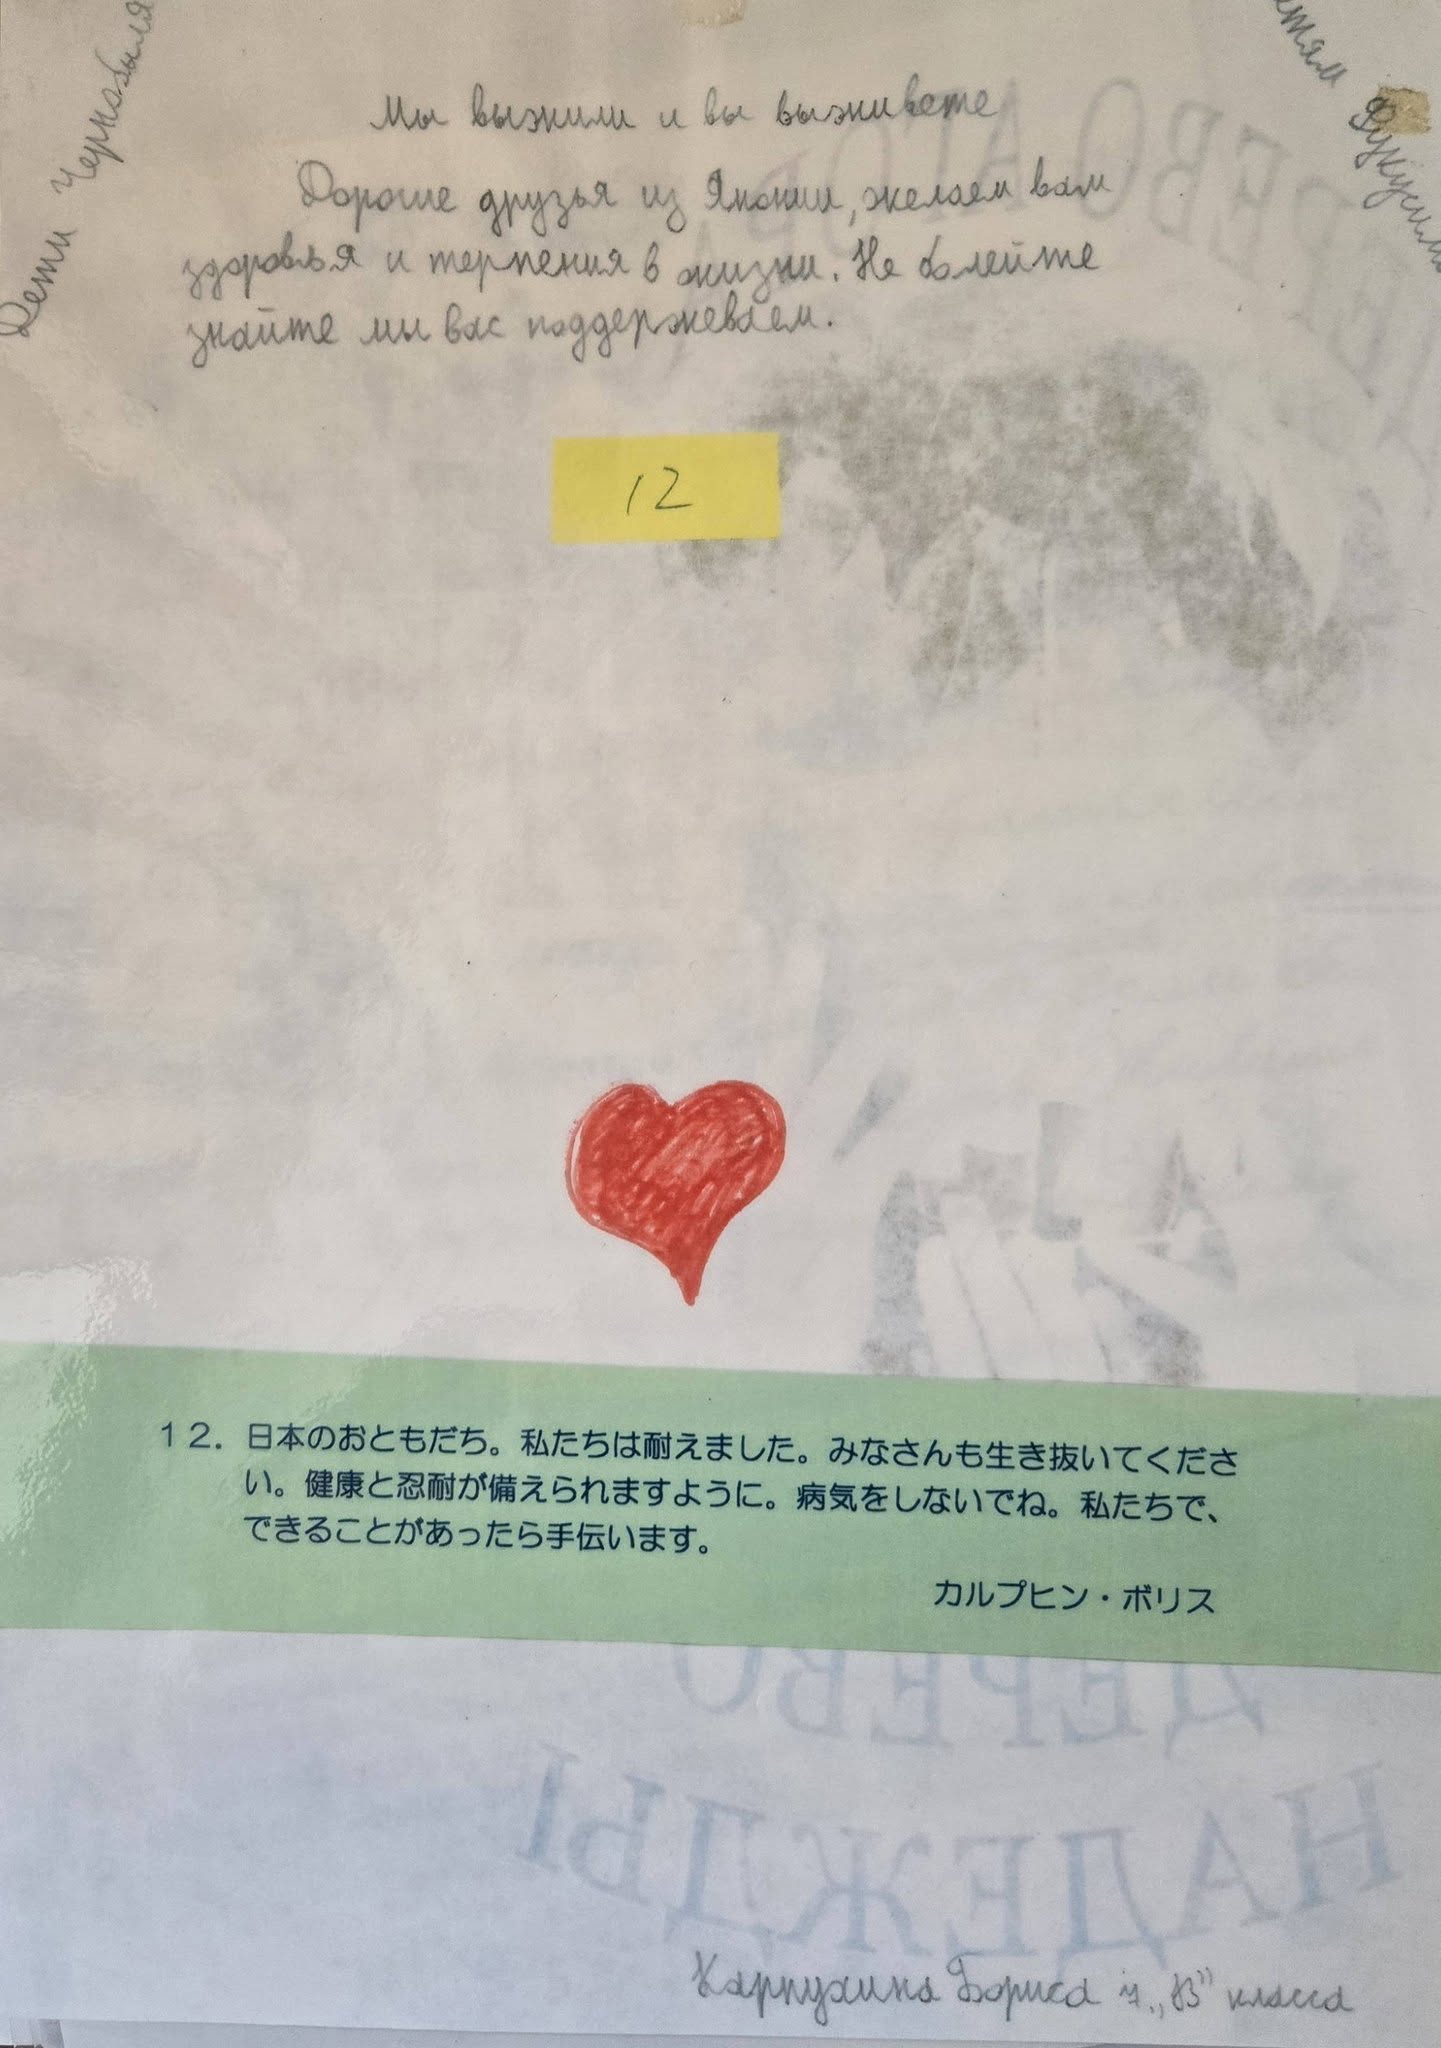 Дети Чернобыля
Мы выжили и вы выживете
Дорогие друзья из Японии, желаем вам
здоровья и терпения в жизни. Не болейте
знайте мы вас поддержеваем.
12
12. 日本のおともだち。私たちは耐えました。みなさんも生き抜いてくださ
い。健康と忍耐が備えられますように。病気をしないでね。私たちで、
できることがあったら手伝います。
カルプヒン・ボリス
ДЕРЕВО
НАДЕЖДЫ
Карпухина Бориса 7 „В" класса